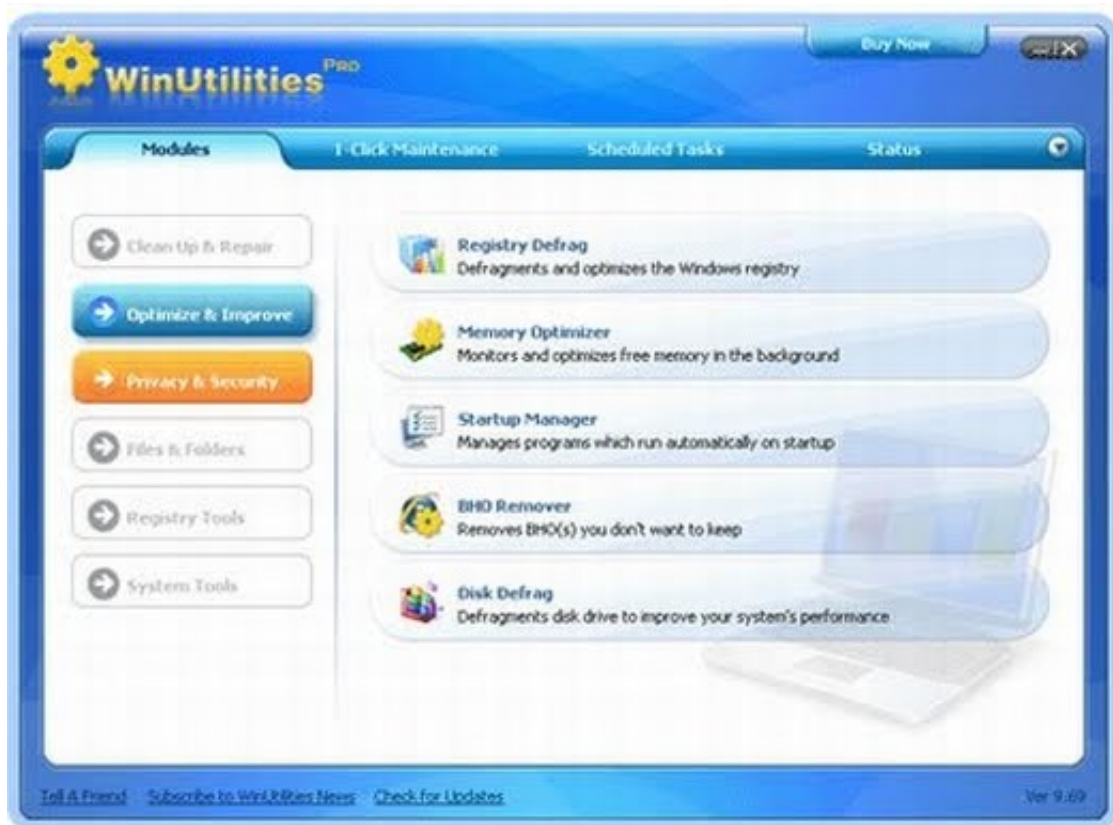 WinUtilities Pro
Buy Now
Modules
1-Click Maintenance
Scheduled Tasks
Status
Clean Up & Repair
Optimize & Improve
Privacy & Security
Files & Folders
Registry Tools
System Tools
Registry Defrag
Defragments and optimizes the Windows registry
Memory Optimizer
Monitors and optimizes free memory in the background
Startup Manager
Manages programs which run automatically on startup
BHO Remover
Removes BHO(s) you don't want to keep
Disk Defrag
Defragments disk drive to improve your system's performance
Tell A Friend
Subscribe to WinUtilities News
Check for Updates
Ver 9.69